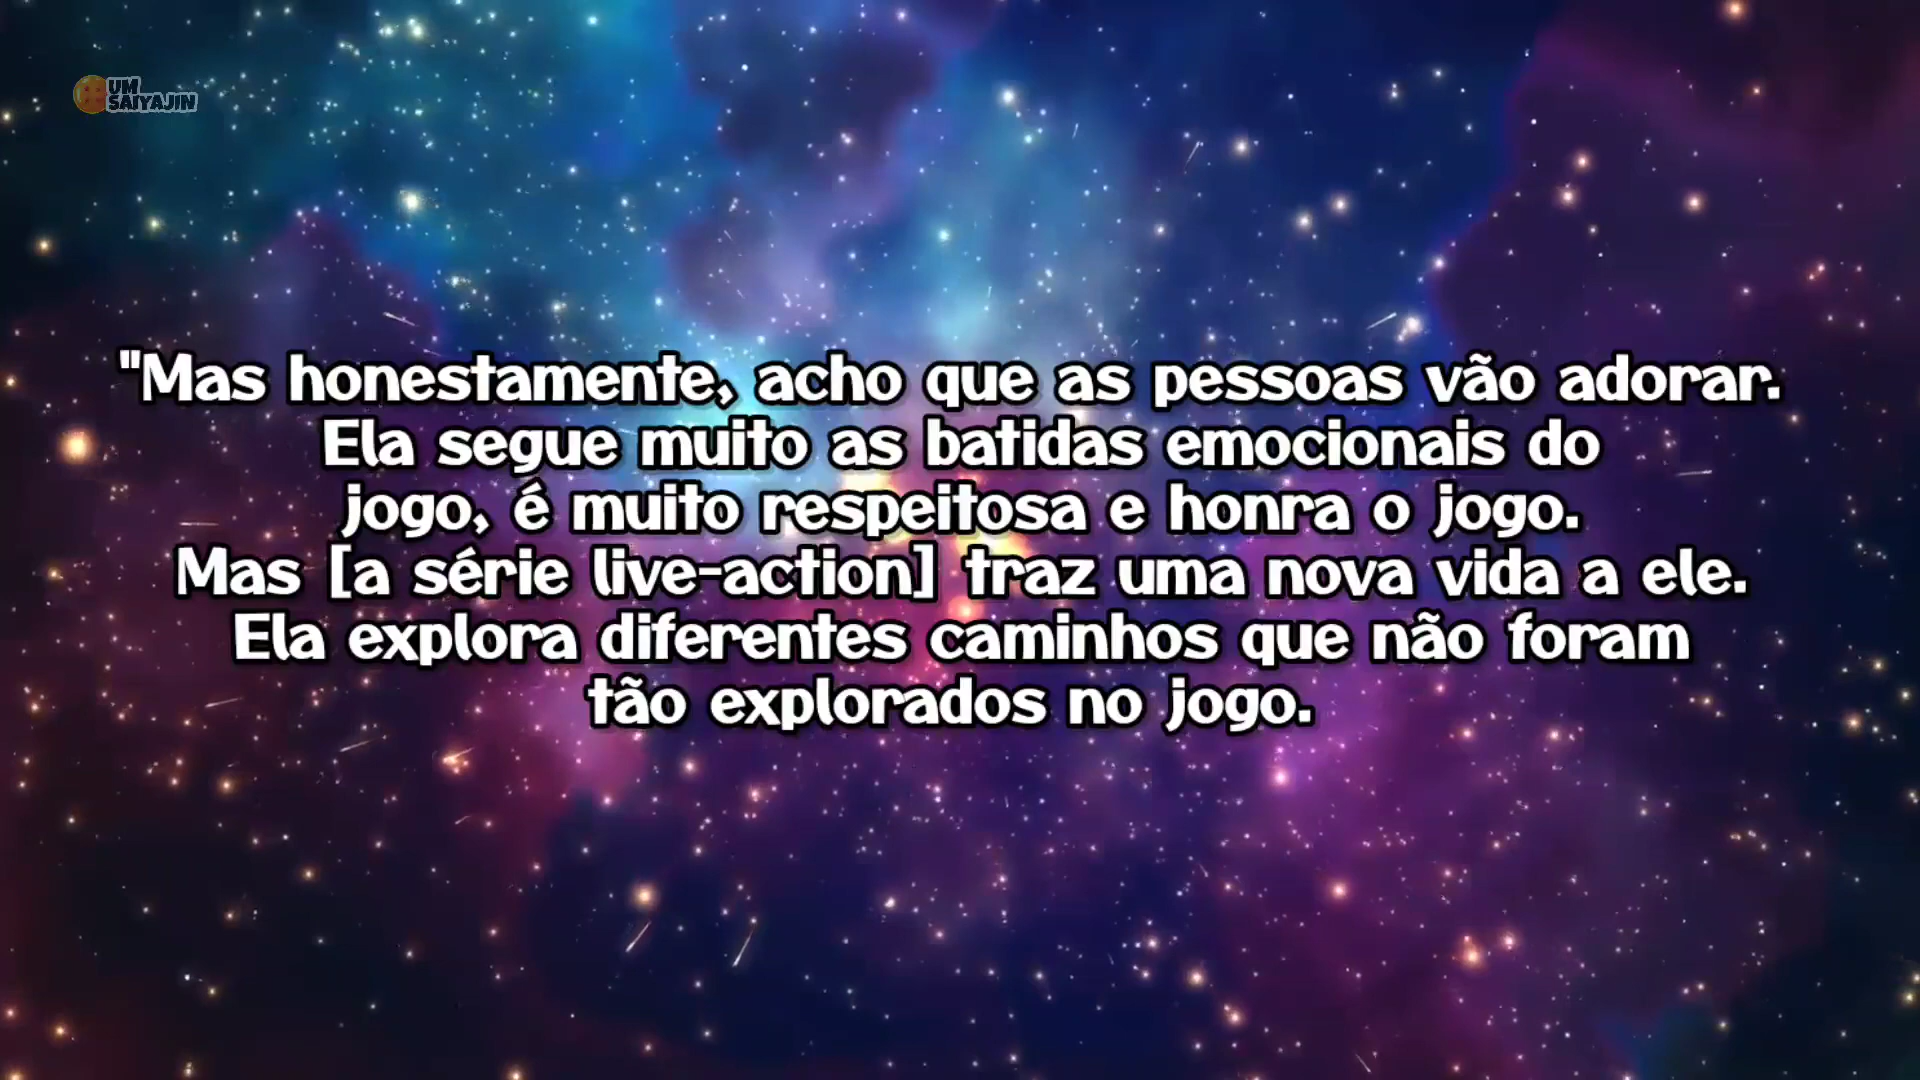 UM
SAIYAJIN
"Mas honestamente, acho que as pessoas vão adorar.
Ela segue muito as batidas emocionais do
jogo, é muito respeitosa e honra o jogo.
Mas [a série live-action] traz uma nova vida a ele.
Ela explora diferentes caminhos que não foram
tão explorados no jogo.